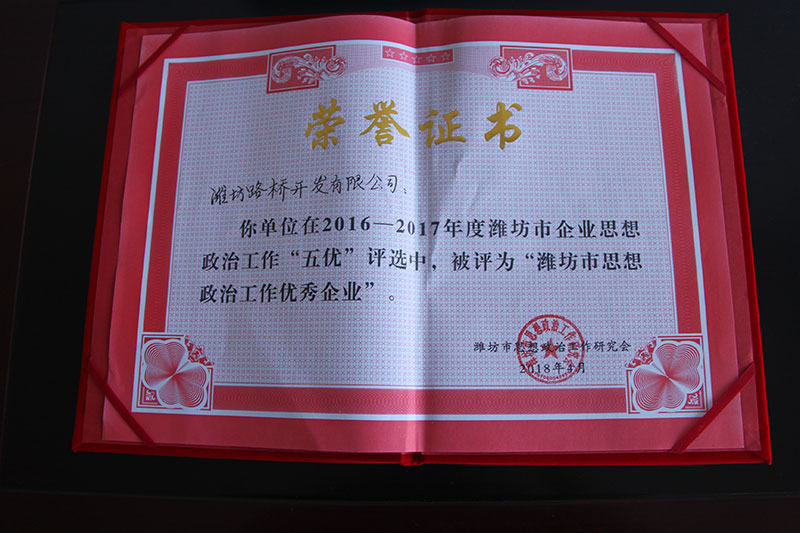 荣誉证书
潍坊路桥开发有限公司：
你单位在2016—2017年度潍坊市企业思想
政治工作“五优”评选中，被评为“潍坊市思想
政治工作优秀企业”。
潍坊市思想政治工作研究会
2018年4月